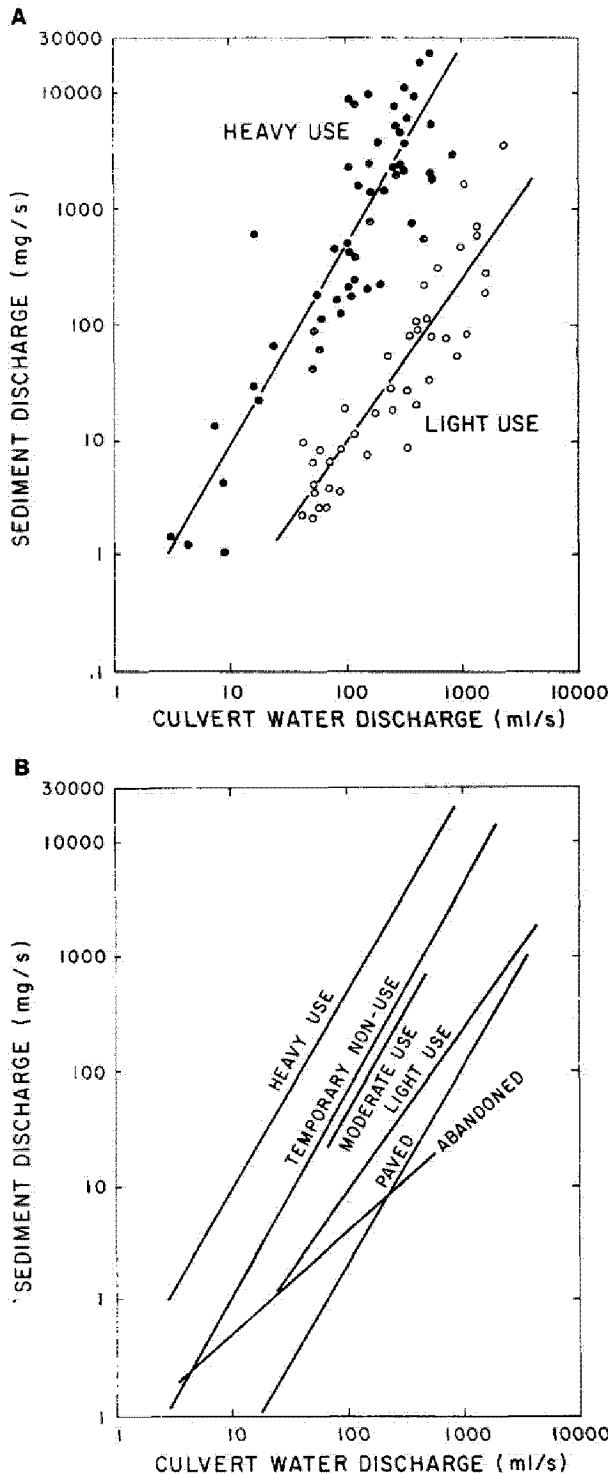 A
30000
10000
1000
100
10
1
.1
SEDIMENT DISCHARGE (mg/s)
HEAVY USE
LIGHT USE
1
10
100
1000
10000
CULVERT WATER DISCHARGE (ml/s)
B
30000
10000
1000
100
10
1
1
SEDIMENT DISCHARGE (mg/s)
HEAVY USE
TEMPORARY NON-USE
MODERATE USE
LIGHT USE
PAVED
ABANDONED
1
10
100
1000
10000
CULVERT WATER DISCHARGE (ml/s)